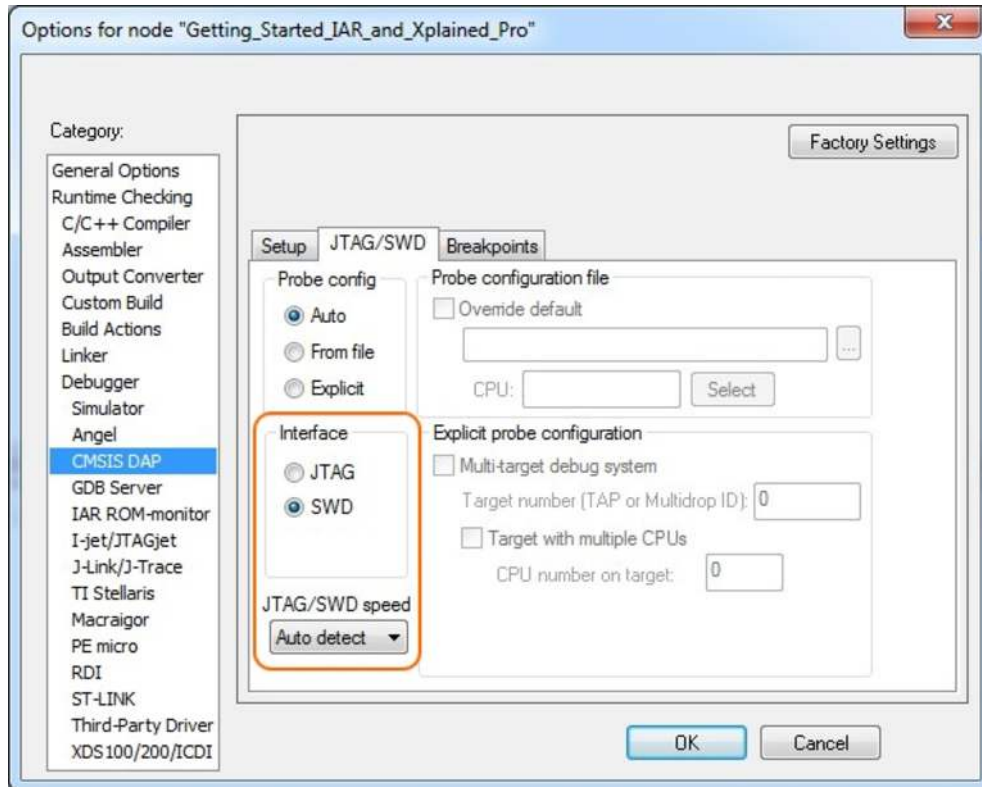 Options for node "Getting_Started_IAR_and_Xplained_Pro"
Category:
Factory Settings
General Options
Runtime Checking
C/C++ Compiler
Assembler
Output Converter
Custom Build
Build Actions
Linker
Debugger
Simulator
Angel
CMSIS DAP
GDB Server
IAR ROM-monitor
I-jet/JTAGjet
J-Link/J-Trace
TI Stellaris
Macraigor
PE micro
RDI
ST-LINK
Third-Party Driver
XDS100/200/ICDI
Setup JTAG/SWD Breakpoints
Probe config
Auto
From file
Explicit
Probe configuration file
Override default
...
CPU: Select
Interface
JTAG
SWD
JTAG/SWD speed
Auto detect
Explicit probe configuration
Multi-target debug system
Target number (TAP or Multidrop ID): 0
Target with multiple CPUs
CPU number on target: 0
OK Cancel